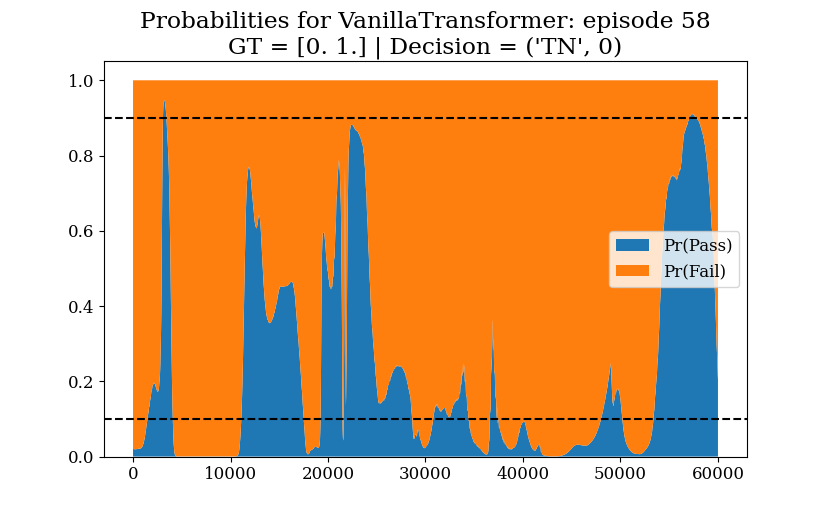 Probabilities for VanillaTransformer: episode 58
GT = [0. 1.] | Decision = ('TN', 0)
1.0
0.8
0.6
0.4
0.2
0.0
Pr(Pass)
Pr(Fail)
0 10000 20000 30000 40000 50000 60000